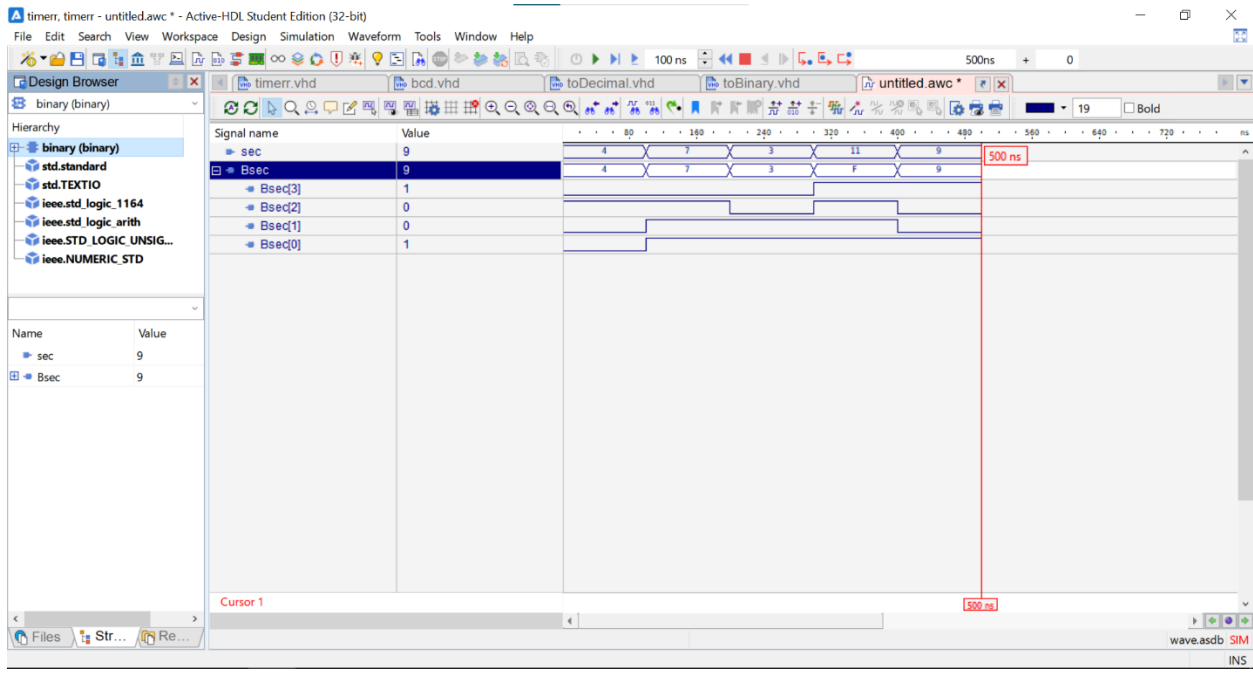 timerr, timerr - untitled.awc * - Active-HDL Student Edition (32-bit)
File Edit Search View Workspace Design Simulation Waveform Tools Window Help
100 ns 500ns + 0
Design Browser timerr.vhd bcd.vhd toDecimal.vhd toBinary.vhd untitled.awc *
binary (binary) 19 Bold
Hierarchy Signal name Value 80 160 240 320 400 480 560 640 720 ns
binary (binary) sec 9 4 7 3 11 9 500 ns
std.standard Bsec 9 4 7 3 F 9
std.TEXTIO Bsec[3] 1
ieee.std_logic_1164 Bsec[2] 0
ieee.std_logic_arith Bsec[1] 0
ieee.STD_LOGIC_UNSIG... Bsec[0] 1
ieee.NUMERIC_STD
Name Value
sec 9
Bsec 9
Cursor 1 500 ns
Files Str... Re...
wave.asdb SIM
INS